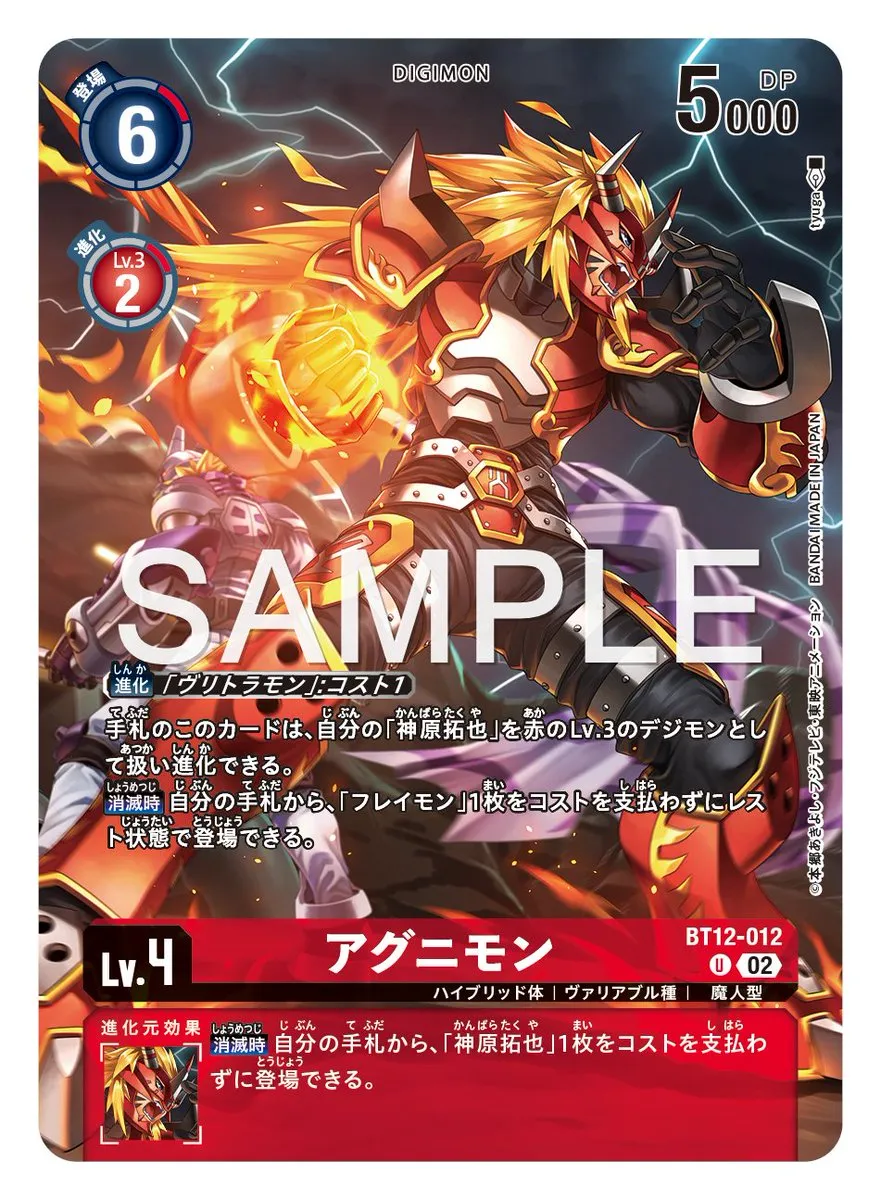 DIGIMON
登場
6
5000
DP
進化
Lv.3
2
tyuga
SAMPLE
進化 「ヴリトラモン」:コスト1
手札のこのカードは、自分の「神原拓也」を赤のLv.3のデジモンとし
て扱い進化できる。
消滅時 自分の手札から、「フレイモン」1枚をコストを支払わずにレス
ト状態で登場できる。
©本郷あきよし・フジテレビ・東映アニメーション BANDAI MADE IN JAPAN
Lv.4
アグニモン
BT12-012
U 02
ハイブリッド体 | ヴァリアブル種 | 魔人型
進化元効果
消滅時 自分の手札から、「神原拓也」1枚をコストを支払わ
ずに登場できる。